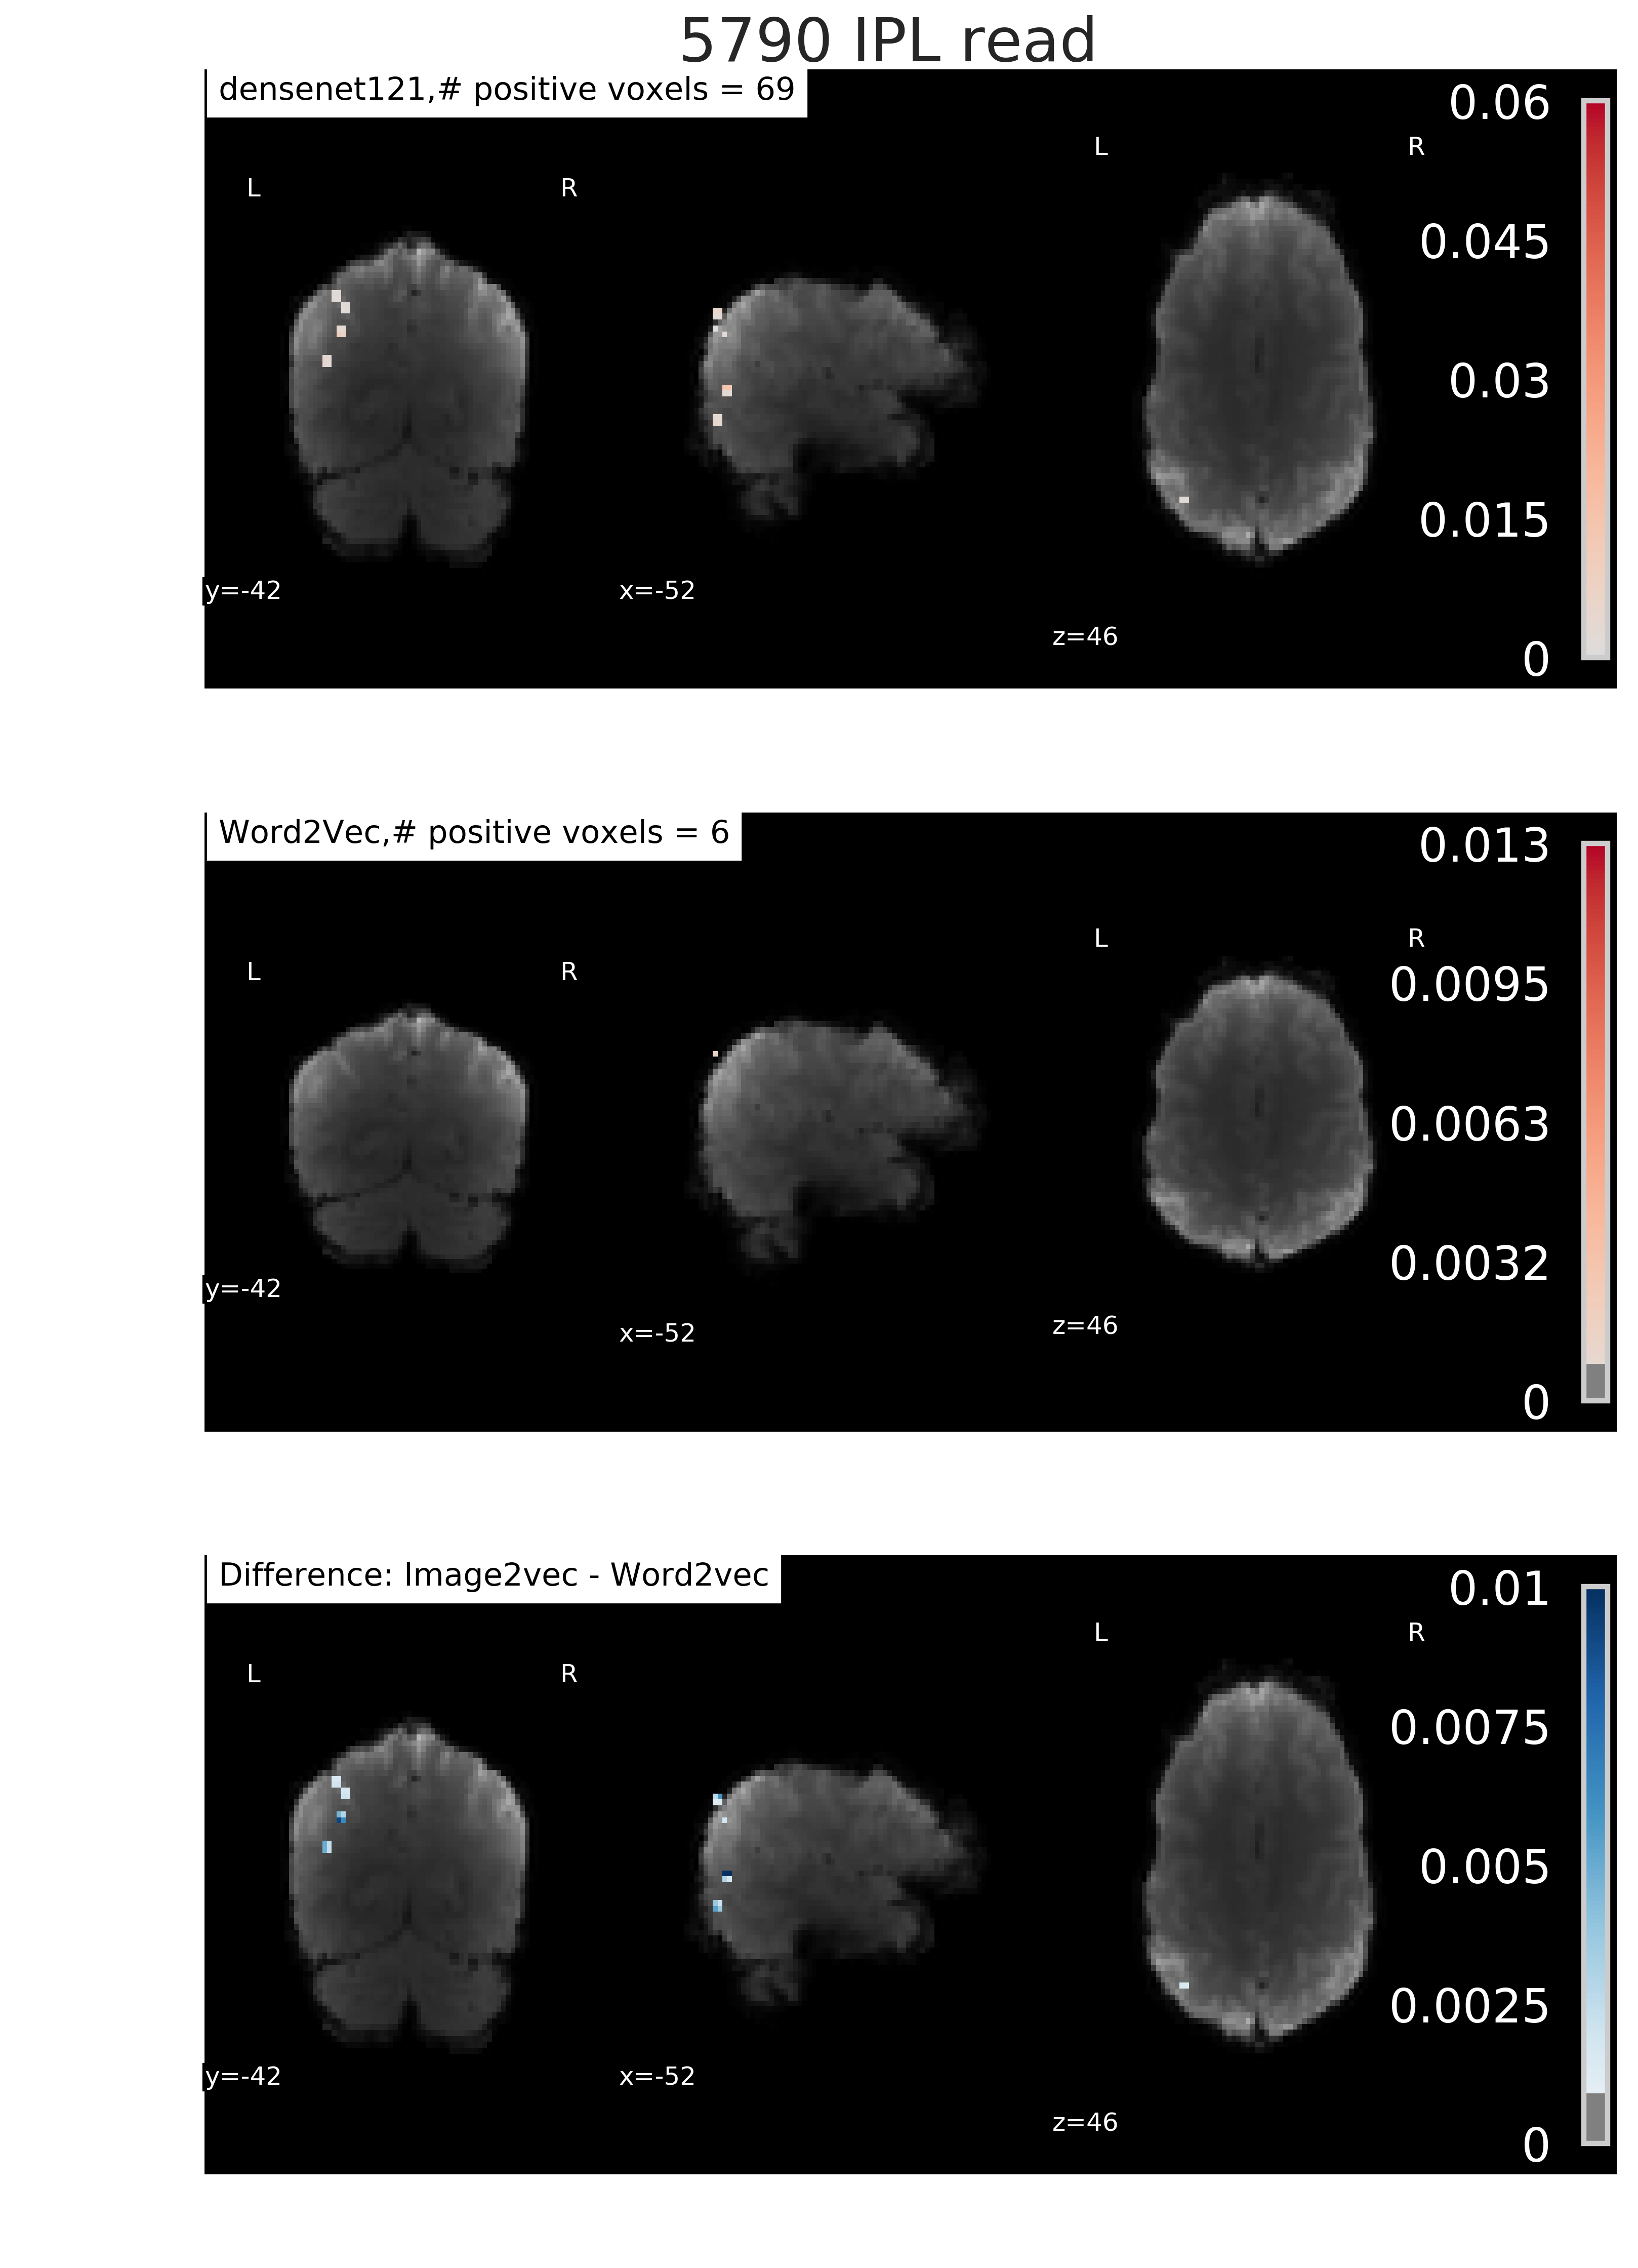 5790 IPL read
densenet121,# positive voxels = 69
L R L R
y=-42 x=-52 z=46
0.06
0.045
0.03
0.015
0
Word2Vec,# positive voxels = 6
L R L R
y=-42 x=-52 z=46
0.013
0.0095
0.0063
0.0032
0
Difference: Image2vec - Word2vec
L R L R
y=-42 x=-52 z=46
0.01
0.0075
0.005
0.0025
0